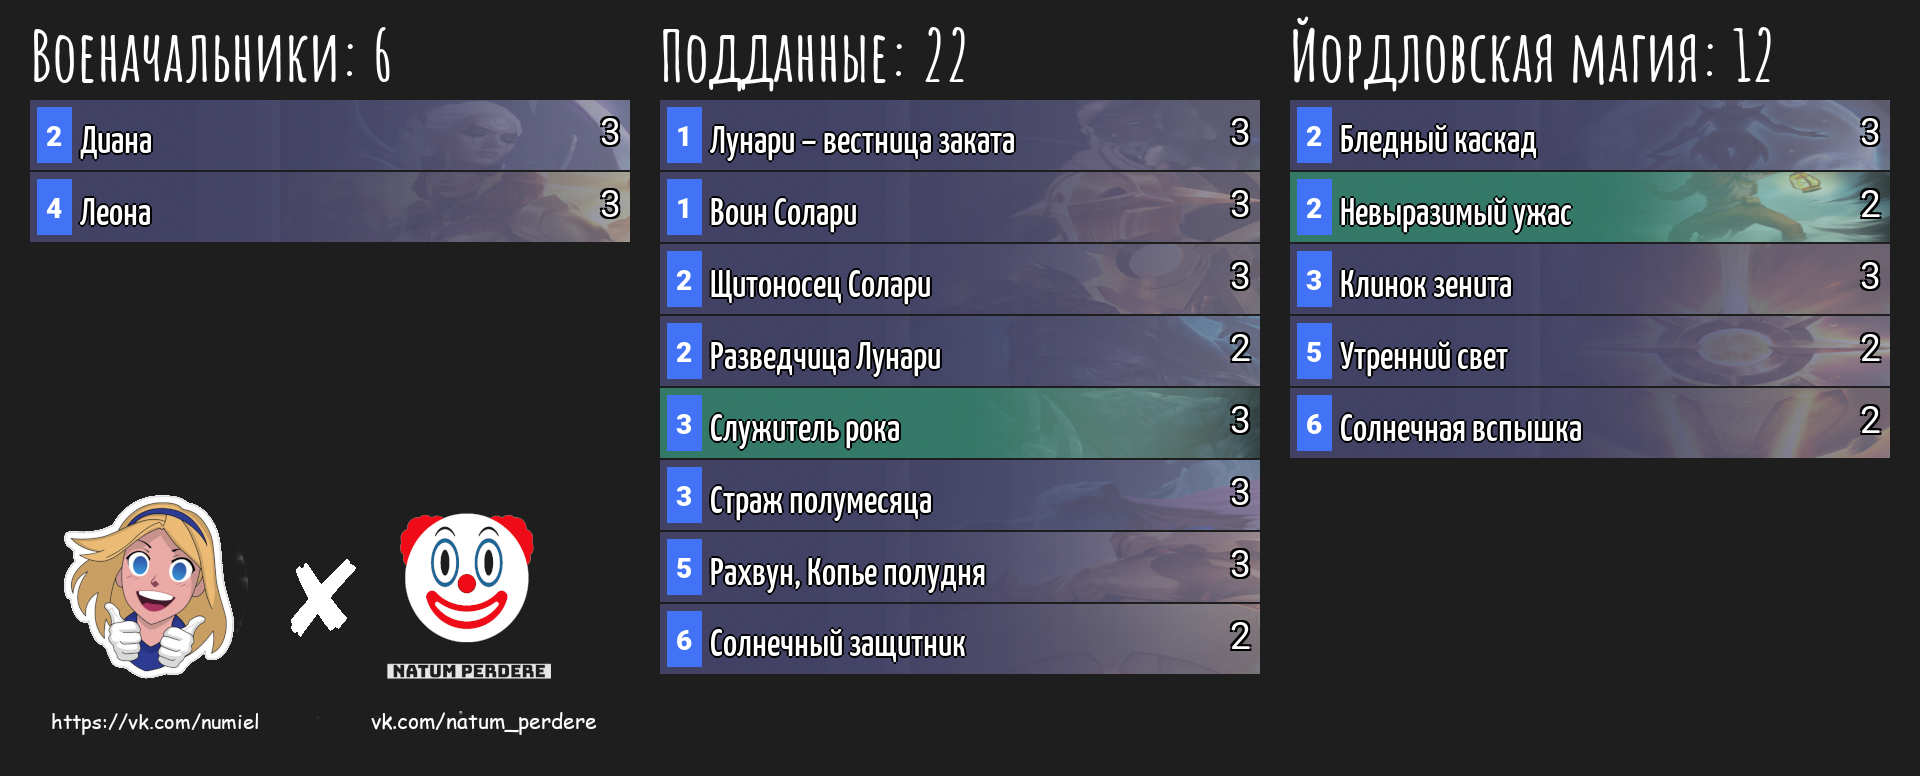 Военачальники: 6
2 Диана 3
4 Леона 3
Подданные: 22
1 Лунари – вестница заката 3
1 Воин Солари 3
2 Щитоносец Солари 3
2 Разведчица Лунари 2
3 Служитель рока 3
3 Страж полумесяца 3
5 Рахвун, Копье полудня 3
6 Солнечный защитник 2
Йордловская магия: 12
2 Бледный каскад 3
2 Невыразимый ужас 2
3 Клинок зенита 3
5 Утренний свет 2
6 Солнечная вспышка 2
NATUM PERDERE
https://vk.com/numiel
vk.com/natum_perdere